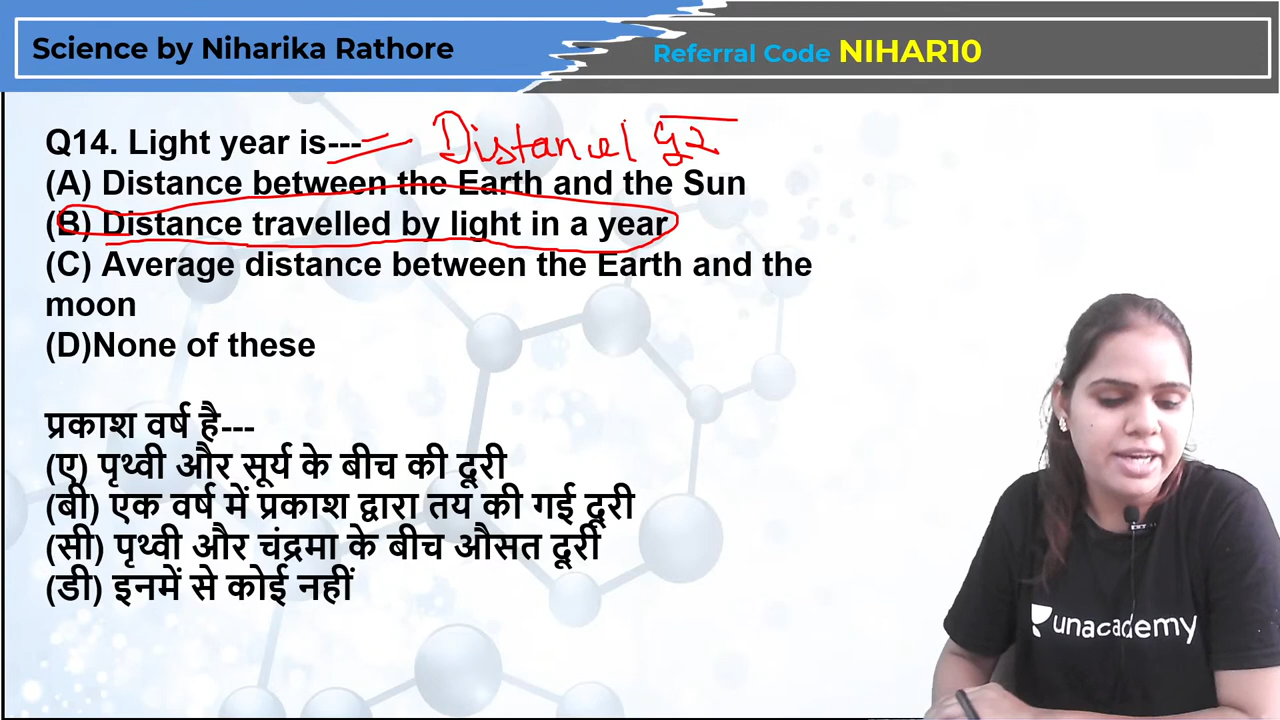 Science by Niharika Rathore
Referral Code NIHAR10
Q14. Light year is--- Distance
(A) Distance between the Earth and the Sun
(B) Distance travelled by light in a year
(C) Average distance between the Earth and the
moon
(D)None of these
प्रकाश वर्ष है---
(ए) पृथ्वी और सूर्य के बीच की दूरी
(बी) एक वर्ष में प्रकाश द्वारा तय की गई दूरी
(सी) पृथ्वी और चंद्रमा के बीच औसत दूरी
(डी) इनमें से कोई नहीं
unacademy